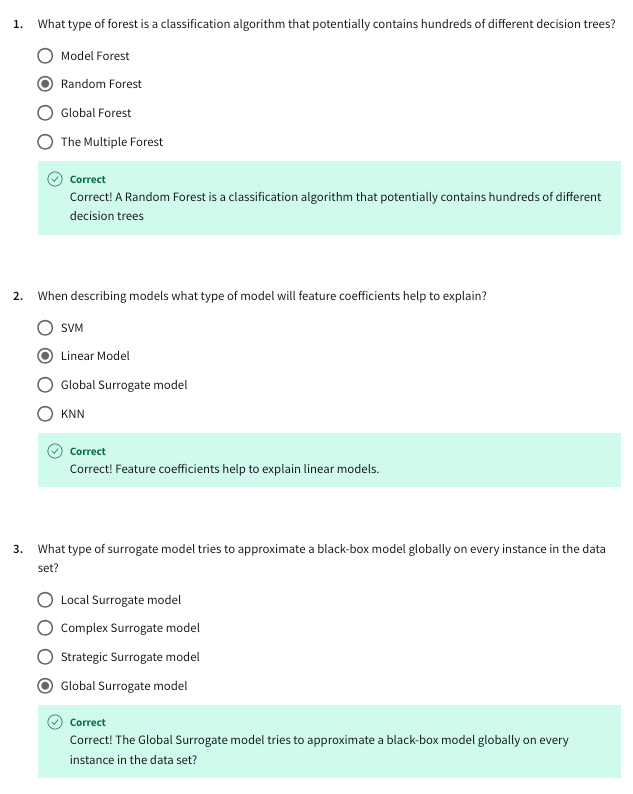 1. What type of forest is a classification algorithm that potentially contains hundreds of different decision trees?
Model Forest
Random Forest
Global Forest
The Multiple Forest
Correct
Correct! A Random Forest is a classification algorithm that potentially contains hundreds of different
decision trees
2. When describing models what type of model will feature coefficients help to explain?
SVM
Linear Model
Global Surrogate model
KNN
Correct
Correct! Feature coefficients help to explain linear models.
3. What type of surrogate model tries to approximate a black-box model globally on every instance in the data
set?
Local Surrogate model
Complex Surrogate model
Strategic Surrogate model
Global Surrogate model
Correct
Correct! The Global Surrogate model tries to approximate a black-box model globally on every
instance in the data set?